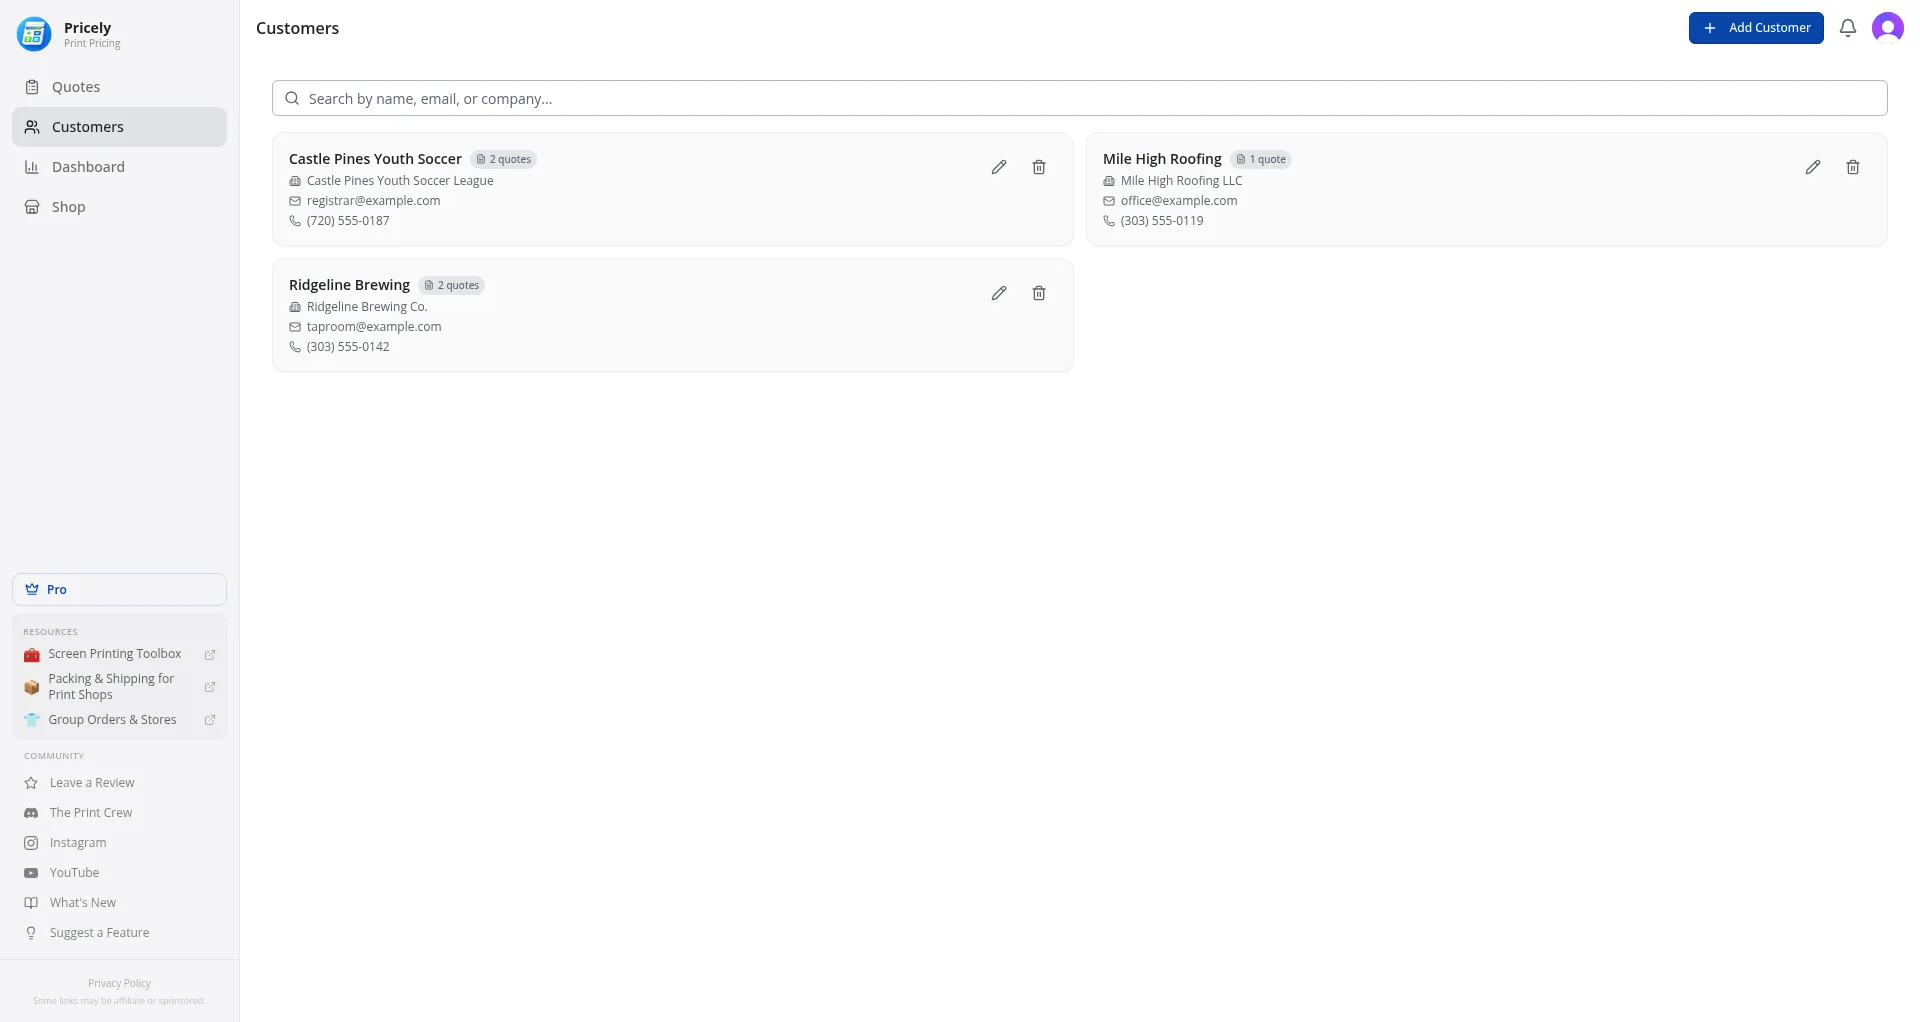 Pricely
Print Pricing
Quotes
Customers
Dashboard
Shop
Pro
RESOURCES
Screen Printing Toolbox
Packing & Shipping for
Print Shops
Group Orders & Stores
COMMUNITY
Leave a Review
The Print Crew
Instagram
YouTube
What's New
Suggest a Feature
Privacy Policy
Some links may be affiliate or sponsored.
Customers
Add Customer
Search by name, email, or company...
Castle Pines Youth Soccer 2 quotes
Castle Pines Youth Soccer League
registrar@example.com
(720) 555-0187
Mile High Roofing 1 quote
Mile High Roofing LLC
office@example.com
(303) 555-0119
Ridgeline Brewing 2 quotes
Ridgeline Brewing Co.
taproom@example.com
(303) 555-0142